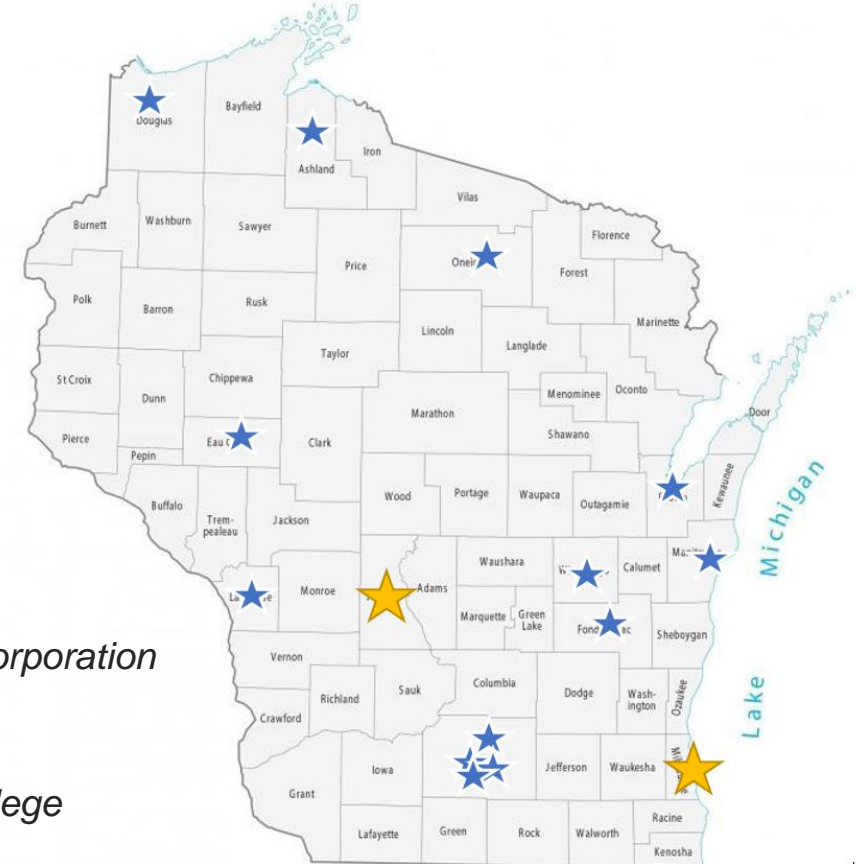 Bayfield
Douglas
Iron
Ashland
Vilas
Burnett
Washburn
Sawyer
Florence
Price
Forest
Polk
Barron
Rusk
Lincoln
Marinette
Langlade
Taylor
St Croix
Chippewa
Dunn
Menominee
Oconto
Marathon
Door
Pierce
Eau
Clark
Shawano
Pepin
Kewaunee
Wood
Portage
Waupaca
Outagamie
Buffalo
Trem-
pealeau
Jackson
Michigan
Waushara
Calumet
Monroe
Adams
Marquette
Green
Lake
Fond
Sheboygan
orporation
Vernon
Richland
Sauk
Columbia
Dodge
Wash-
ington
Ozaukee
Lake
Crawford
Iowa
Jefferson
Waukesha
Grant
lege
Lafayette
Green
Rock
Walworth
Racine
Kenosha